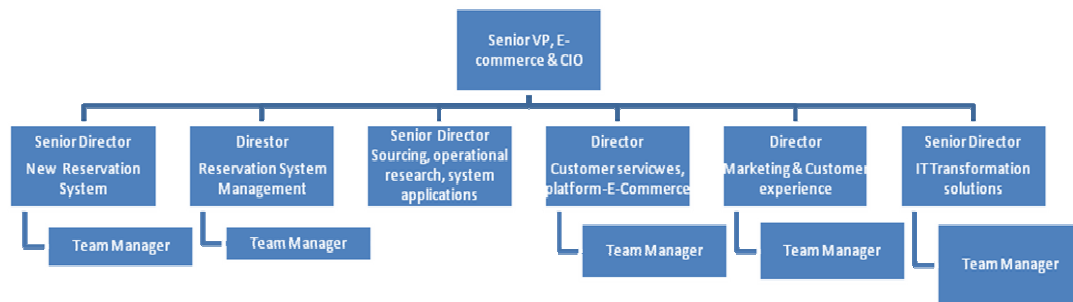 Senior VP, E-
commerce & CIO
Senior Director
New Reservation
System
Director
Reservation System
Management
Senior Director
Sourcing, operational
research, system
applications
Director
Customer servicwes,
platform-E-Commerce
Director
Marketing & Customer
experience
Senior Director
IT Transformation
solutions
Team Manager
Team Manager
Team Manager
Team Manager
Team Manager